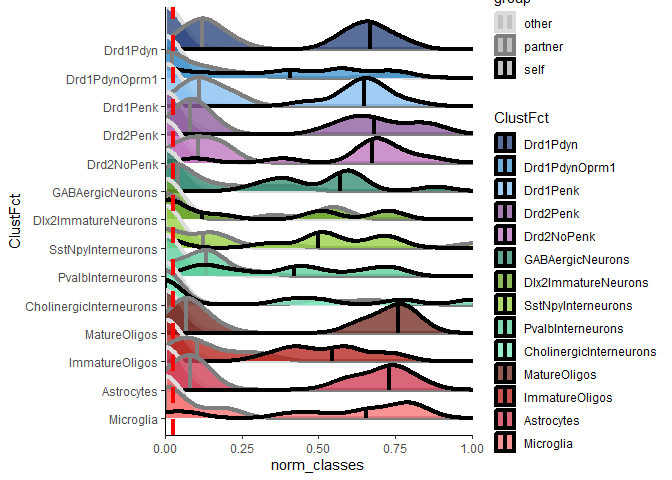 group
other
partner
self
ClustFct
Drd1Pdyn
Drd1PdynOprm1
Drd1Penk
Drd2Penk
Drd2NoPenk
GABAergicNeurons
Dlx2ImmatureNeurons
SstNpyInterneurons
PvalbInterneurons
CholinergicInterneurons
MatureOligos
ImmatureOligos
Astrocytes
Microglia
ClustFct
Drd1Pdyn
Drd1PdynOprm1
Drd1Penk
Drd2Penk
Drd2NoPenk
GABAergicNeurons
Dlx2ImmatureNeurons
SstNpyInterneurons
PvalbInterneurons
CholinergicInterneurons
MatureOligos
ImmatureOligos
Astrocytes
Microglia
0.00 0.25 0.50 0.75 1.00
norm_classes